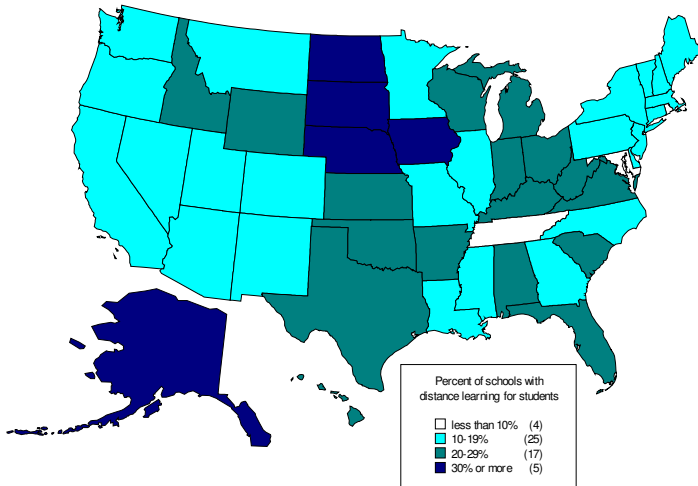 Percent of schools with
distance learning for students
less than 10% (4)
10-19% (25)
20-29% (17)
30% or more (5)